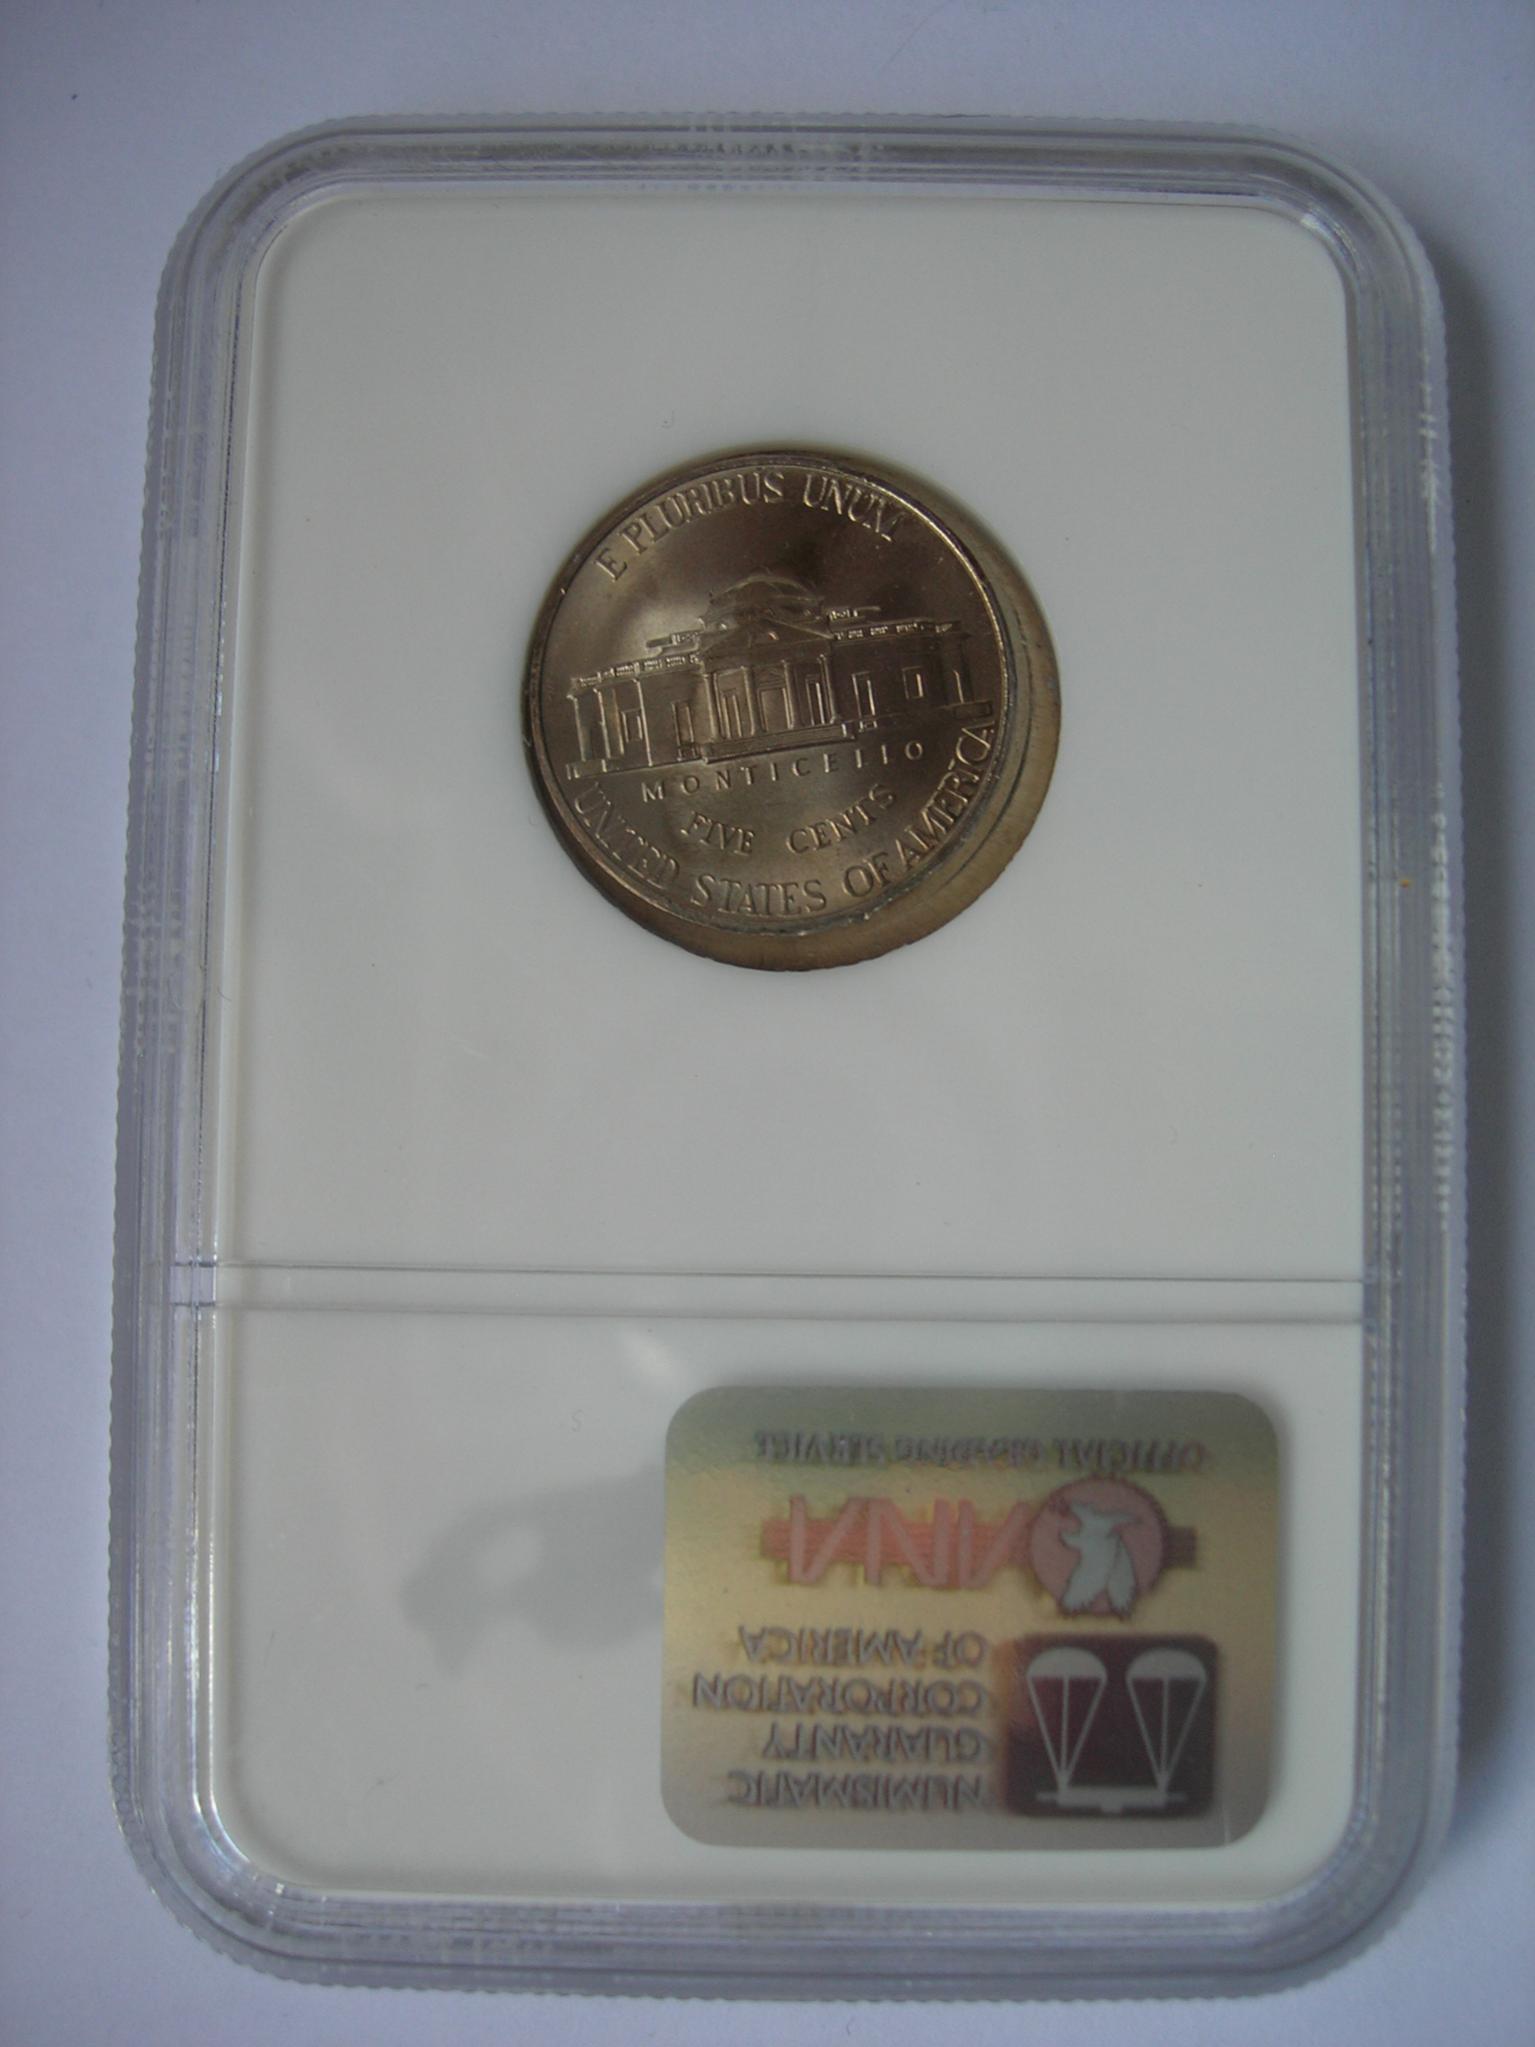 E PLURIBUS UNUM
MONTICELLO
FIVE CENTS
UNITED STATES OF AMERICA
NUMISMATIC
GUARANTY
CORPORATION
OF AMERICA
ANA
OFFICIAL GRADING SERVICE